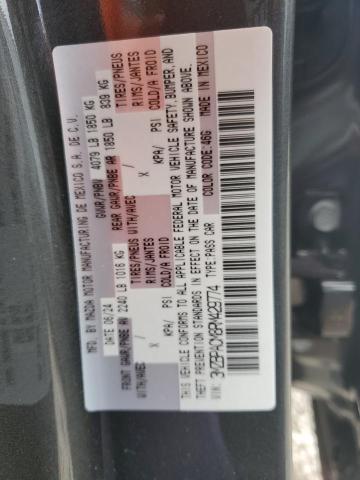 MFD BY MAZDA MOTOR MANUFACTURING DE MEXICO S.A. DE C.V.
DATE 06/24 GVWR/PNBV 4079 LB 1850 KG
FRONT GAWR/PNBE AV 2240 LB 1016 KG REAR GAWR/PNBE AR 1850 LB 839 KG
WITH/AVEC TIRES/PNEUS WITH/AVEC TIRES/PNEUS
RIMS/JANTES RIMS/JANTES
X KPA/ PSI COLD/A FROID X KPA/ PSI COLD/A FROID
THIS VEHICLE CONFORMS TO ALL APPLICABLE FEDERAL MOTOR VEHICLE SAFETY, BUMPER, AND
THEFT PREVENTION STANDARDS IN EFFECT ON THE DATE OF MANUFACTURE SHOWN ABOVE.
MADE IN MEXICO
COLOR CODE:46G
TYPE:PASS CAR
VIN: